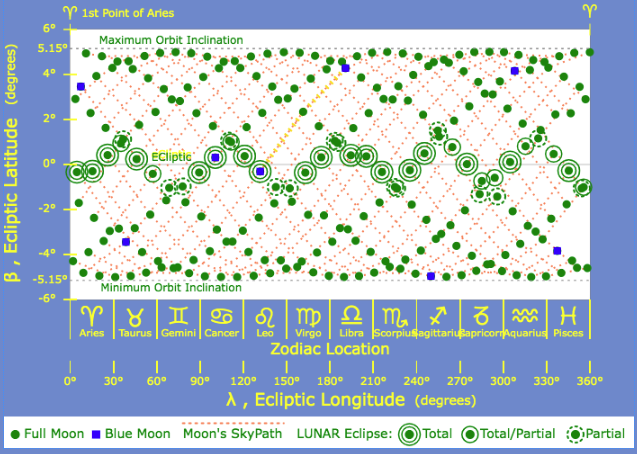 ♈ 1st Point of Aries ♈
6°
Maximum Orbit Inclination
5.15°
4°
2°
ECliptic
0°
-2°
-4°
-5.15°
Minimum Orbit Inclination
-6°
β , Ecliptic Latitude (degrees)
♈ ♉ ♊ ♋ ♌ ♍ ♎ ♏ ♐ ♑ ♒ ♓
Aries Taurus Gemini Cancer Leo Virgo Libra Scorpius Sagittarius Capricorn Aquarius Pisces
Zodiac Location
0° 30° 60° 90° 120° 150° 180° 210° 240° 270° 300° 330° 360°
λ , Ecliptic Longitude (degrees)
Full Moon Blue Moon Moon's SkyPath LUNAR Eclipse: Total Total/Partial Partial